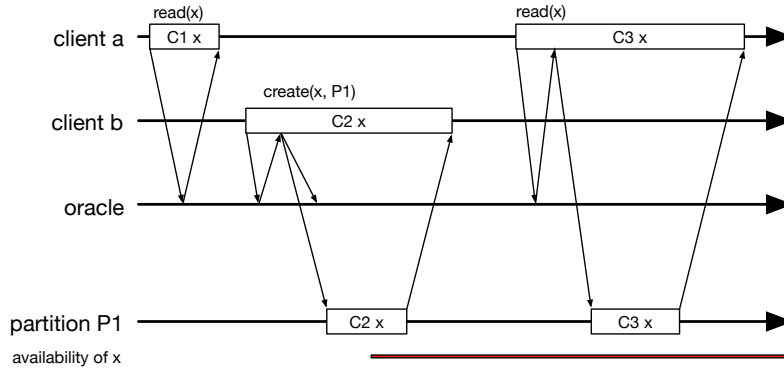 read(x)
read(x)
client a
C1 x
C3 x
create(x, P1)
client b
C2 x
oracle
partition P1
C2 x
C3 x
availability of x